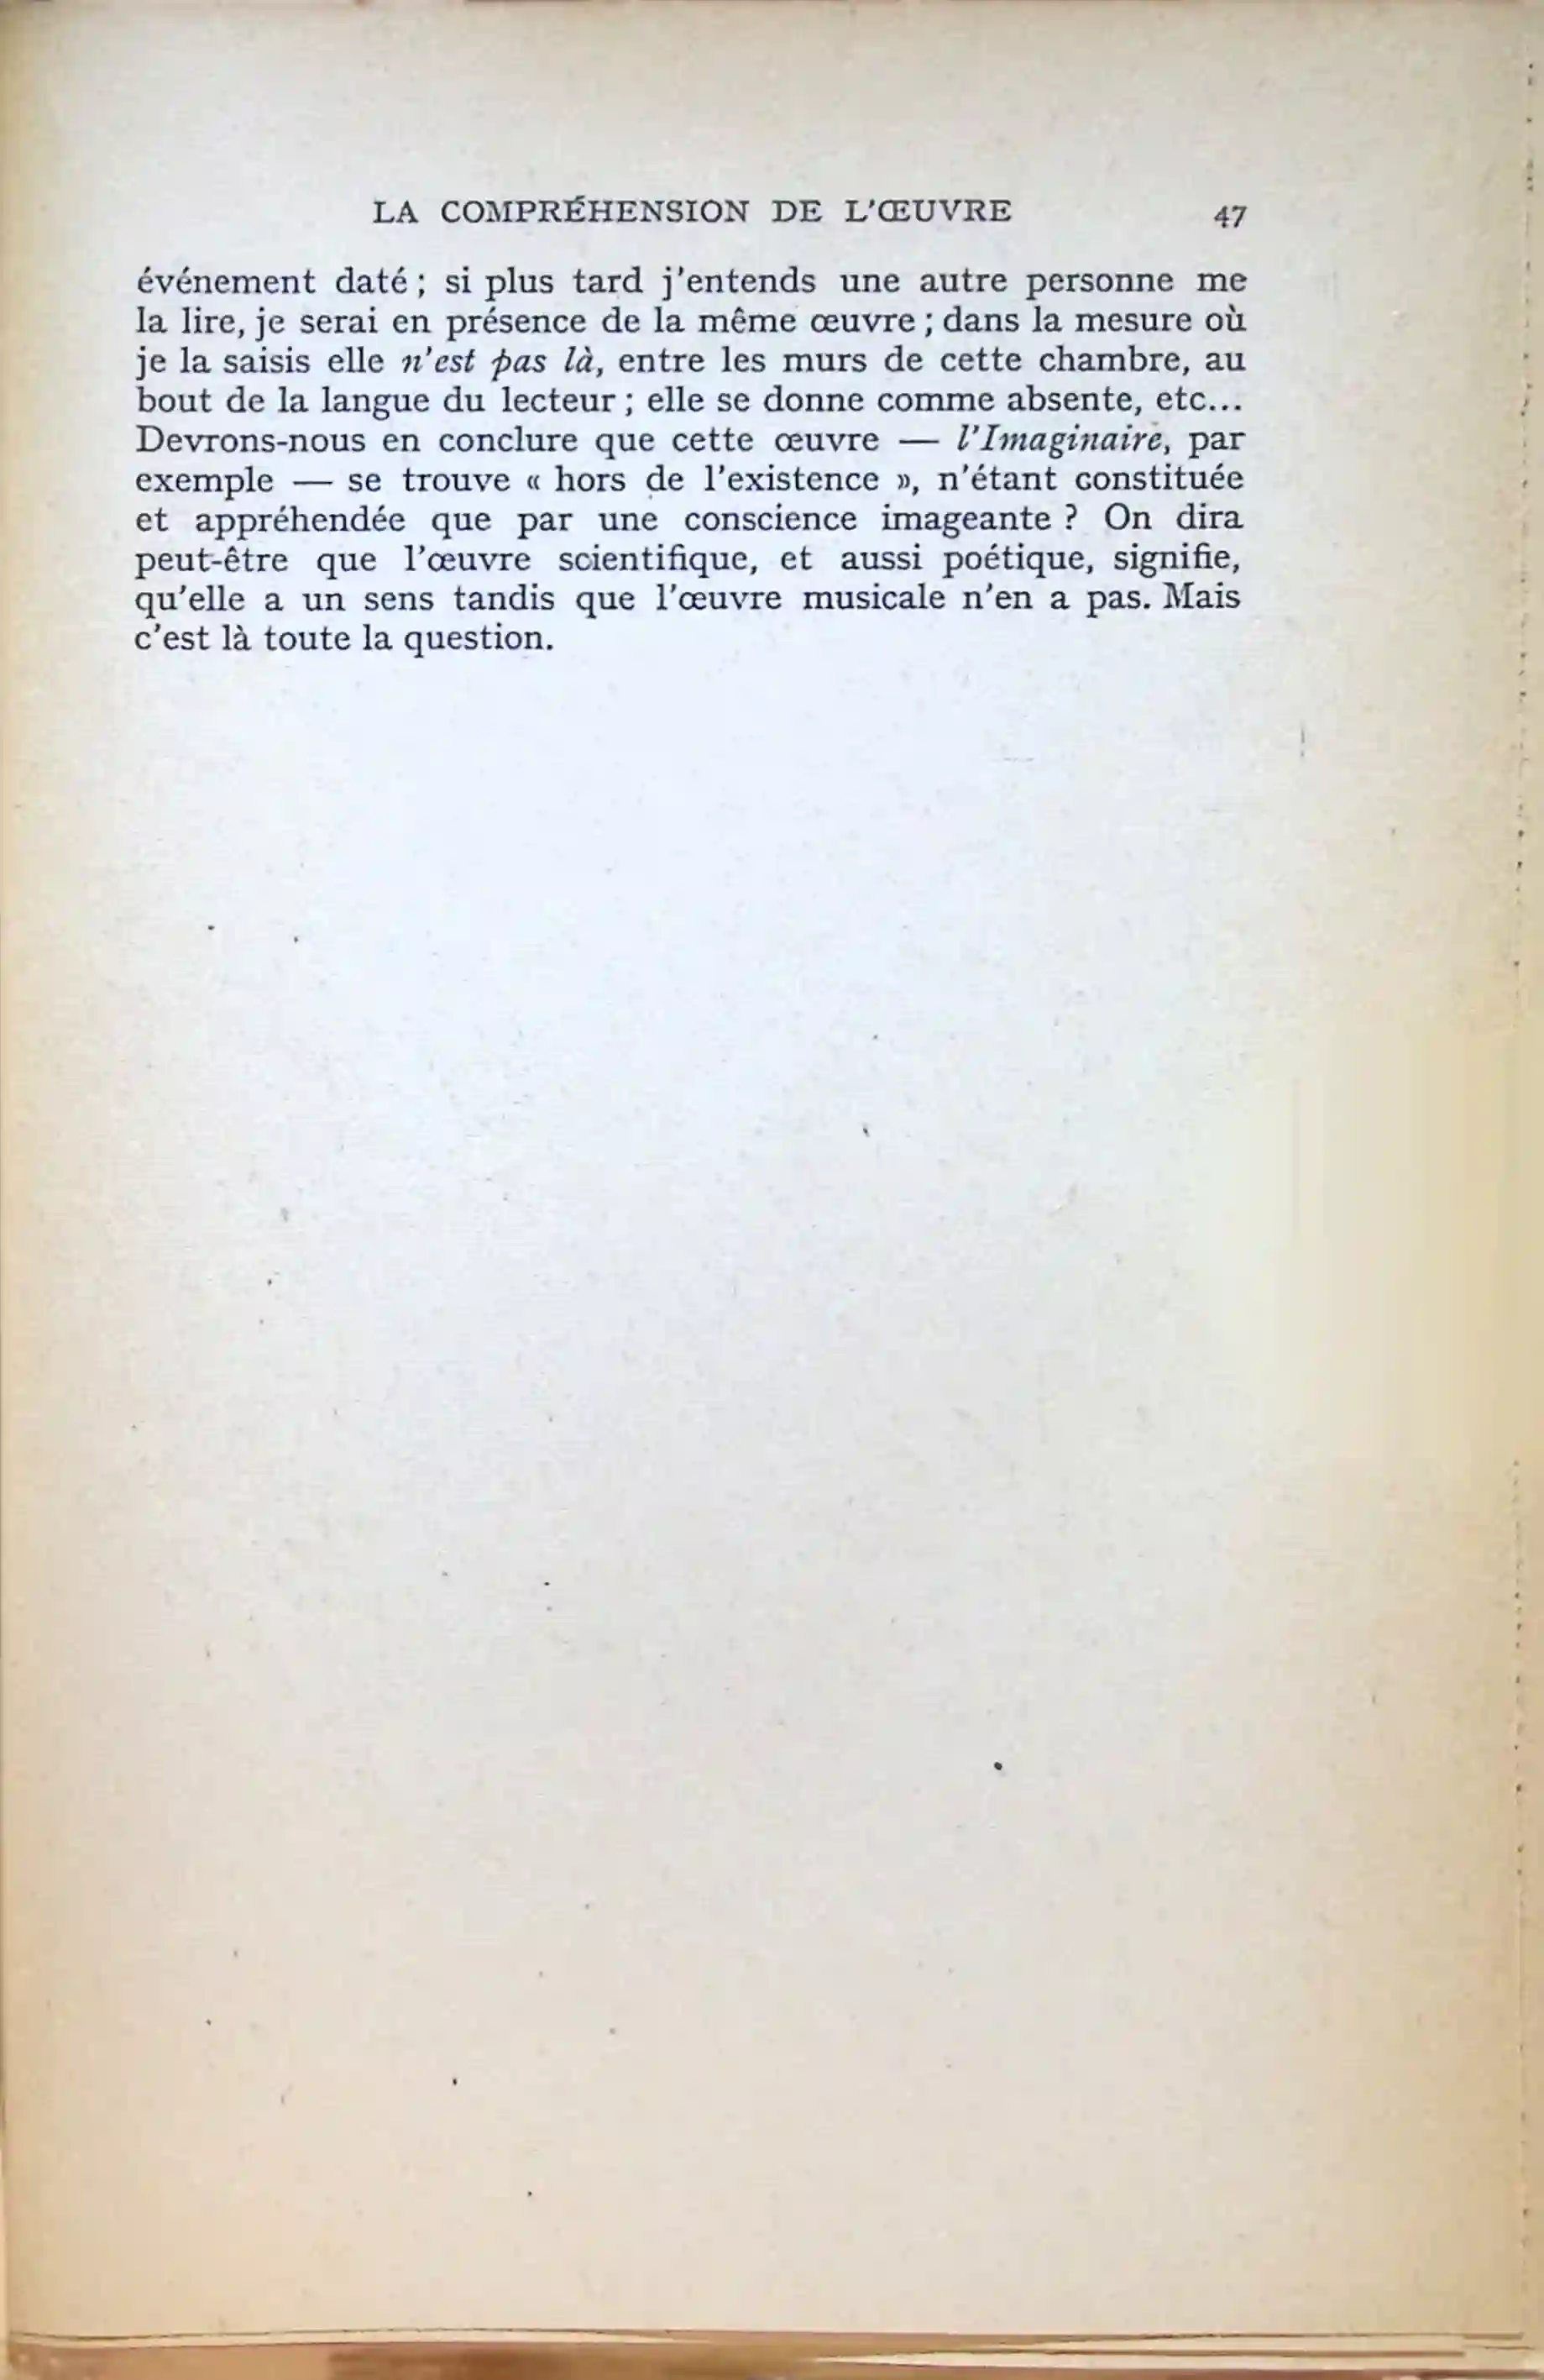 LA COMPRÉHENSION DE L'ŒUVRE 47
événement daté ; si plus tard j'entends une autre personne me
la lire, je serai en présence de la même œuvre ; dans la mesure où
je la saisis elle n'est pas là, entre les murs de cette chambre, au
bout de la langue du lecteur ; elle se donne comme absente, etc...
Devrons-nous en conclure que cette œuvre — l'Imaginaire, par
exemple — se trouve « hors de l'existence », n'étant constituée
et appréhendée que par une conscience imageante ? On dira
peut-être que l'œuvre scientifique, et aussi poétique, signifie,
qu'elle a un sens tandis que l'œuvre musicale n'en a pas. Mais
c'est là toute la question.